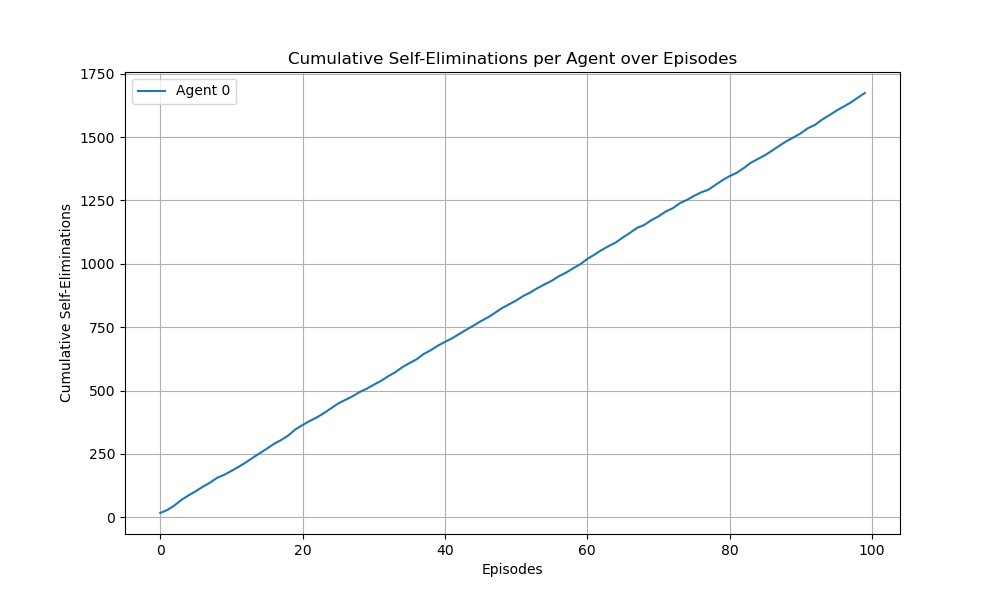 Cumulative Self-Eliminations per Agent over Episodes
Agent 0
Cumulative Self-Eliminations
1750
1500
1250
1000
750
500
250
0
0 20 40 60 80 100
Episodes